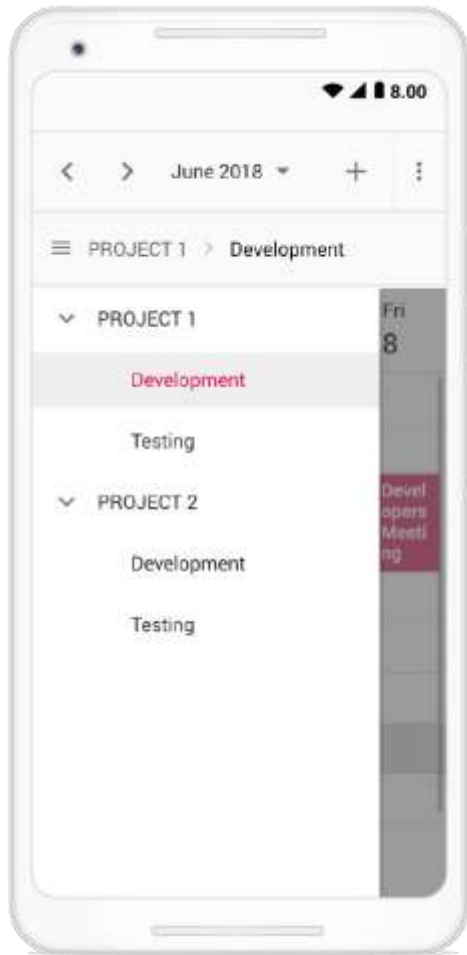 8.00
June 2018
PROJECT 1 > Development
PROJECT 1
Fri
8
Development
Testing
Devel
opers
Meeti
ng
PROJECT 2
Development
Testing